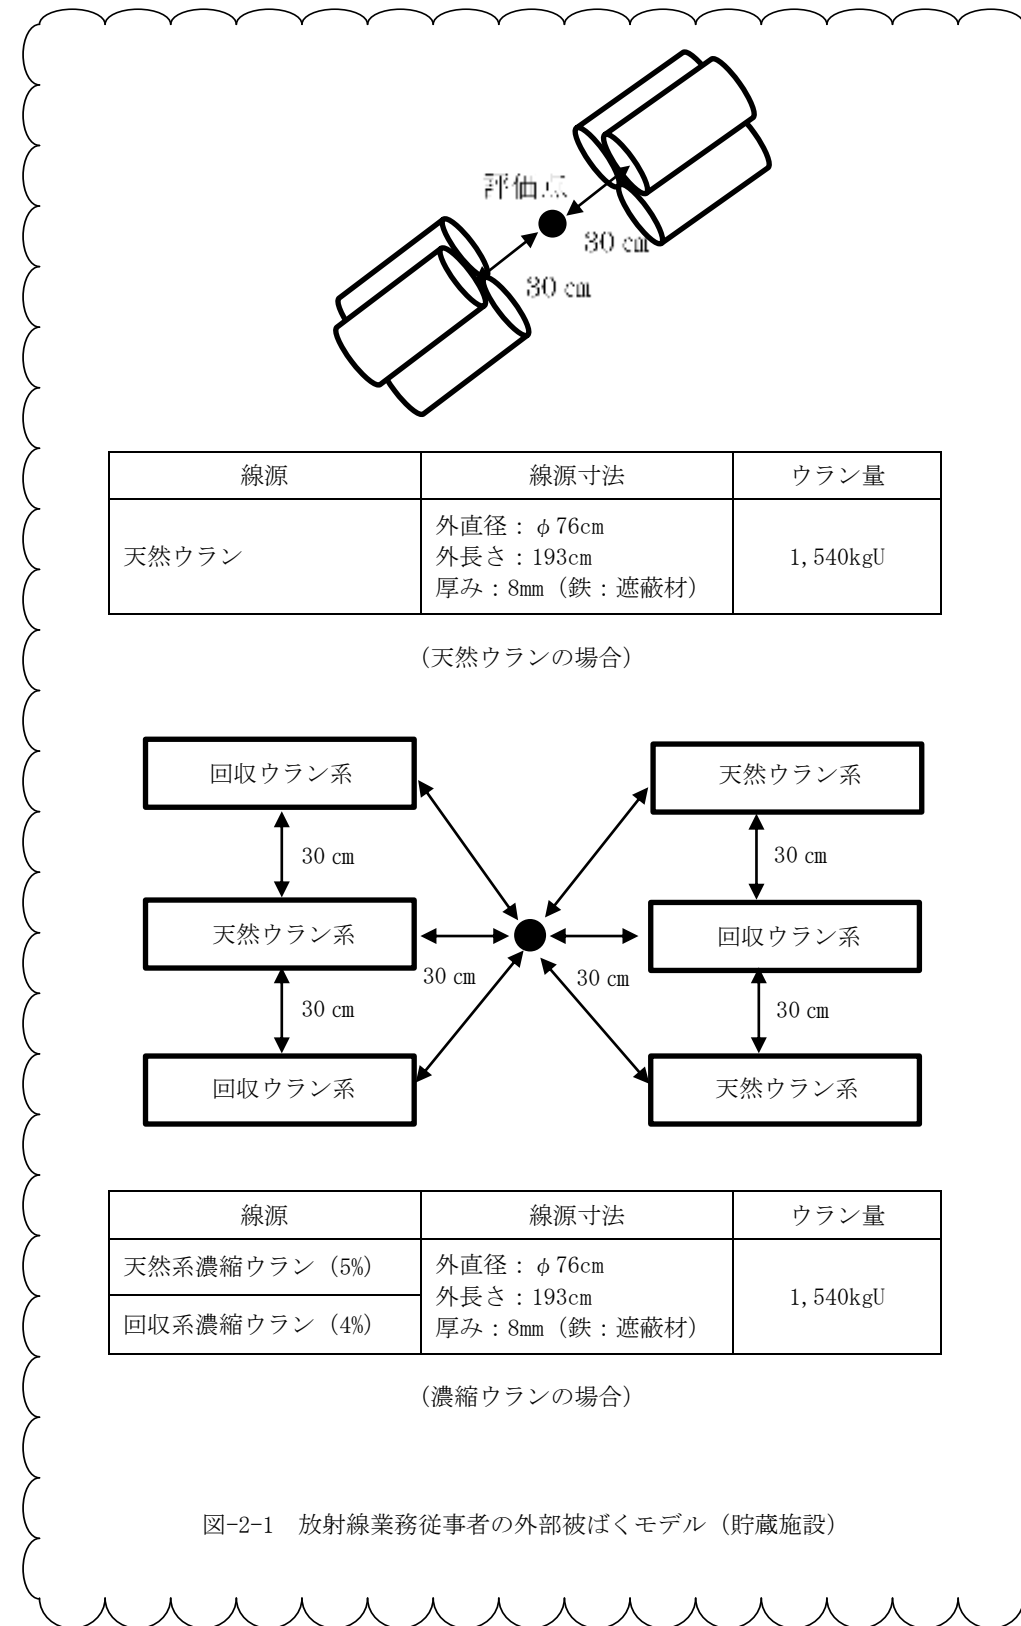 評価点
30 cm
30 cm
線源 線源寸法 ウラン量
天然ウラン
外直径：φ76cm
外長さ：193cm
厚み：8mm（鉄：遮蔽材）
1,540kgU
（天然ウランの場合）
回収ウラン系 天然ウラン系
30 cm 30 cm
天然ウラン系 回収ウラン系
30 cm 30 cm
30 cm 30 cm
回収ウラン系 天然ウラン系
線源 線源寸法 ウラン量
天然系濃縮ウラン（5%）
回収系濃縮ウラン（4%）
外直径：φ76cm
外長さ：193cm
厚み：8mm（鉄：遮蔽材）
1,540kgU
（濃縮ウランの場合）
図-2-1　放射線業務従事者の外部被ばくモデル（貯蔵施設）